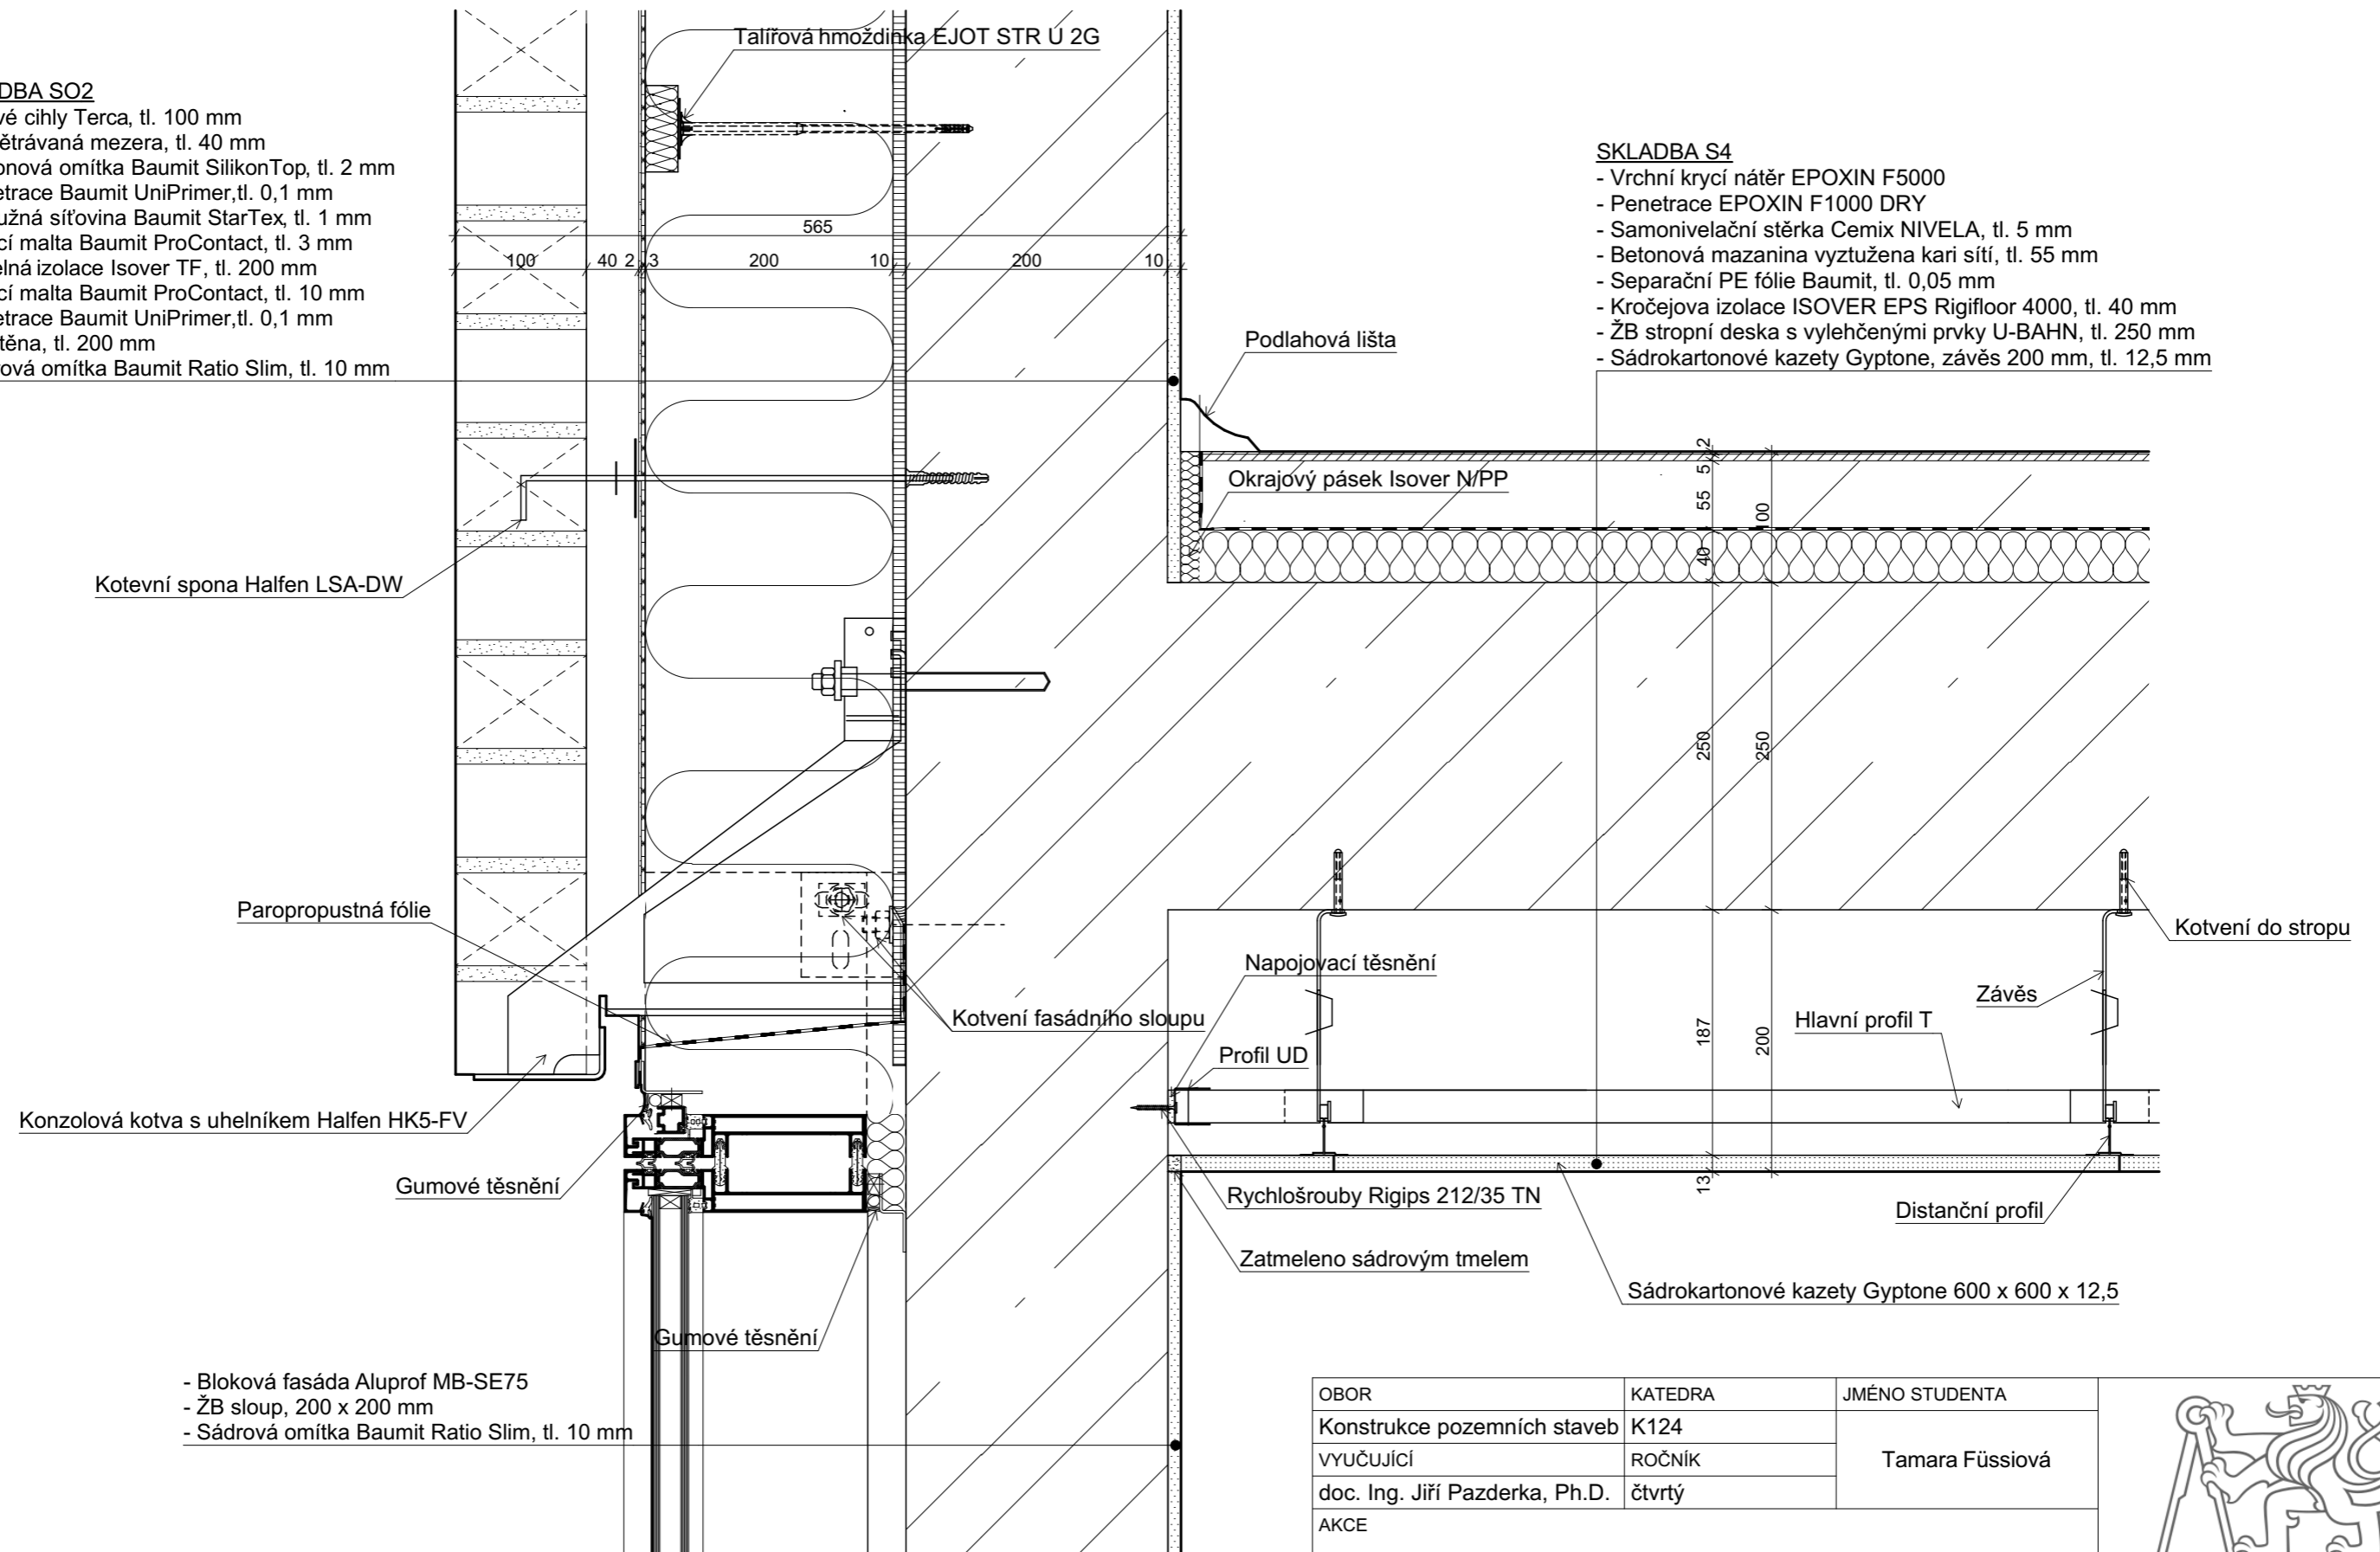 Talířová hmoždinka EJOT STR U 2G
DBA SO2
vé cihly Terca, tl. 100 mm
ětrávaná mezera, tl. 40 mm
onová omítka Baumit SilikonTop, tl. 2 mm
etrace Baumit UniPrimer,tl. 0,1 mm
užná síťovina Baumit StarTex, tl. 1 mm
cí malta Baumit ProContact, tl. 3 mm
elná izolace Isover TF, tl. 200 mm
cí malta Baumit ProContact, tl. 10 mm
etrace Baumit UniPrimer,tl. 0,1 mm
těna, tl. 200 mm
rová omítka Baumit Ratio Slim, tl. 10 mm
565
100 40 2 3 200 10 200 10
SKLADBA S4
- Vrchní krycí nátěr EPOXIN F5000
- Penetrace EPOXIN F1000 DRY
- Samonivelační stěrka Cemix NIVELA, tl. 5 mm
- Betonová mazanina vyztužena kari sítí, tl. 55 mm
- Separační PE fólie Baumit, tl. 0,05 mm
- Kročejova izolace ISOVER EPS Rigifloor 4000, tl. 40 mm
- ŽB stropní deska s vylehčenými prvky U-BAHN, tl. 250 mm
- Sádrokartonové kazety Gyptone, závěs 200 mm, tl. 12,5 mm
Podlahová lišta
Okrajový pásek Isover N/PP
2
5
55
100
40
250
250
187
200
13
Kotevní spona Halfen LSA-DW
Paropropustná fólie
Kotvení fasádního sloupu
Napojovací těsnění
Profil UD
Kotvení do stropu
Závěs
Hlavní profil T
Konzolová kotva s uhelníkem Halfen HK5-FV
Gumové těsnění
Rychlošrouby Rigips 212/35 TN
Distanční profil
Zatmeleno sádrovým tmelem
Sádrokartonové kazety Gyptone 600 x 600 x 12,5
Gumové těsnění
- Bloková fasáda Aluprof MB-SE75
- ŽB sloup, 200 x 200 mm
- Sádrová omítka Baumit Ratio Slim, tl. 10 mm
OBOR KATEDRA JMÉNO STUDENTA
Konstrukce pozemních staveb K124
VYUČUJÍCÍ ROČNÍK Tamara Füssiová
doc. Ing. Jiří Pazderka, Ph.D. čtvrtý
AKCE